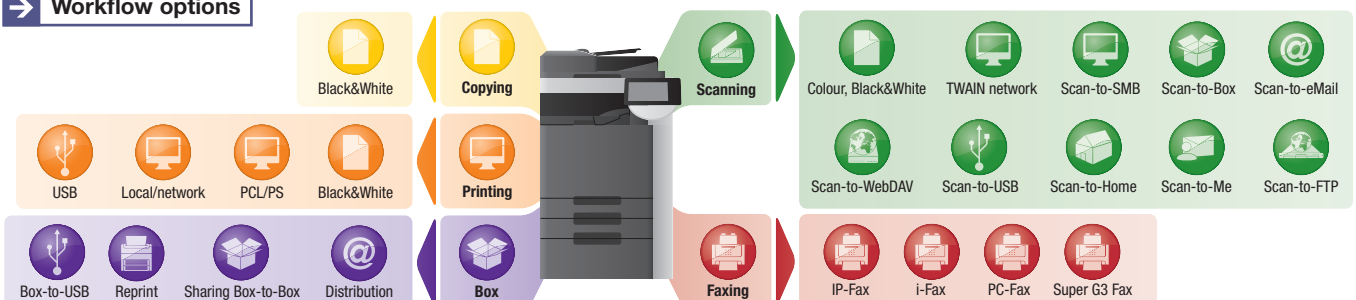 Workflow options
Black&White
Copying
Scanning
Colour, Black&White
TWAIN network
Scan-to-SMB
Scan-to-Box
Scan-to-eMail
USB
Local/network
PCL/PS
Black&White
Printing
Scan-to-WebDAV
Scan-to-USB
Scan-to-Home
Scan-to-Me
Scan-to-FTP
Box-to-USB
Reprint
Sharing Box-to-Box
Distribution
Box
Faxing
IP-Fax
i-Fax
PC-Fax
Super G3 Fax